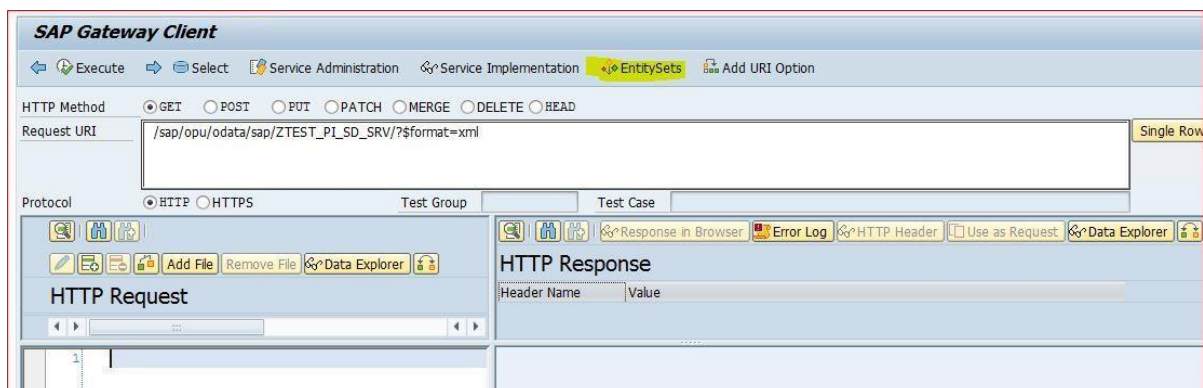 SAP Gateway Client
Execute Select Service Administration Service Implementation EntitySets Add URI Option
HTTP Method GET POST PUT PATCH MERGE DELETE HEAD
Request URI /sap/opu/odata/sap/ZTEST_PI_SD_SRV/?$format=xml Single Row
Protocol HTTP HTTPS Test Group Test Case
Response in Browser Error Log HTTP Header Use as Request Data Explorer
Add File Remove File Data Explorer
HTTP Response
HTTP Request
Header Name Value
1